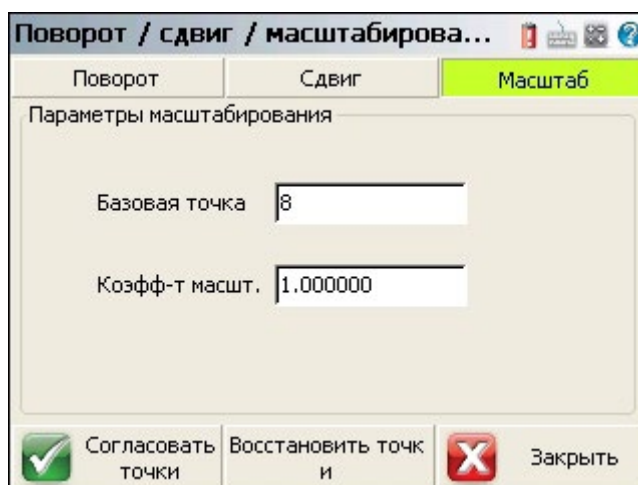 Поворот / сдвиг / масштабирова...
Поворот Сдвиг Масштаб
Параметры масштабирования
Базовая точка 8
Коэфф-т масшт. 1.000000
Согласовать Восстановить точк Закрыть
точки и